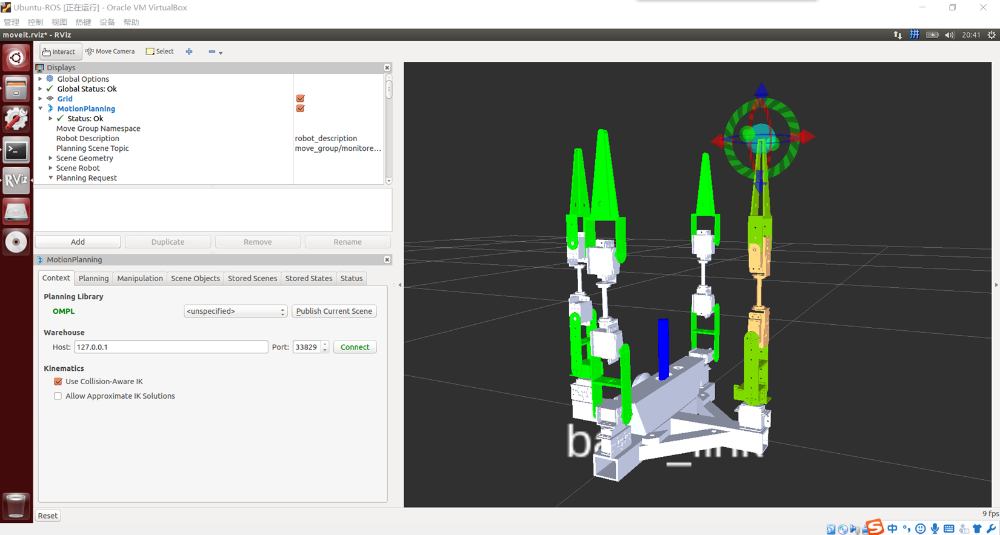 Ubuntu-ROS [正在运行] - Oracle VM VirtualBox
管理 控制 视图 热键 设备 帮助
moveit.rviz* - RViz
拼
20:41
Interact Move Camera Select
Displays
Global Options
Global Status: Ok
Grid
MotionPlanning
Status: Ok
Move Group Namespace
Robot Description robot_description
Planning Scene Topic move_group/monitore...
Scene Geometry
Scene Robot
Planning Request
Add Duplicate Remove Rename
MotionPlanning
Context Planning Manipulation Scene Objects Stored Scenes Stored States Status
Planning Library
OMPL <unspecified> Publish Current Scene
Warehouse
Host: 127.0.0.1 Port: 33829 Connect
Kinematics
Use Collision-Aware IK
Allow Approximate IK Solutions
RViz
Reset
9 fps
S 中